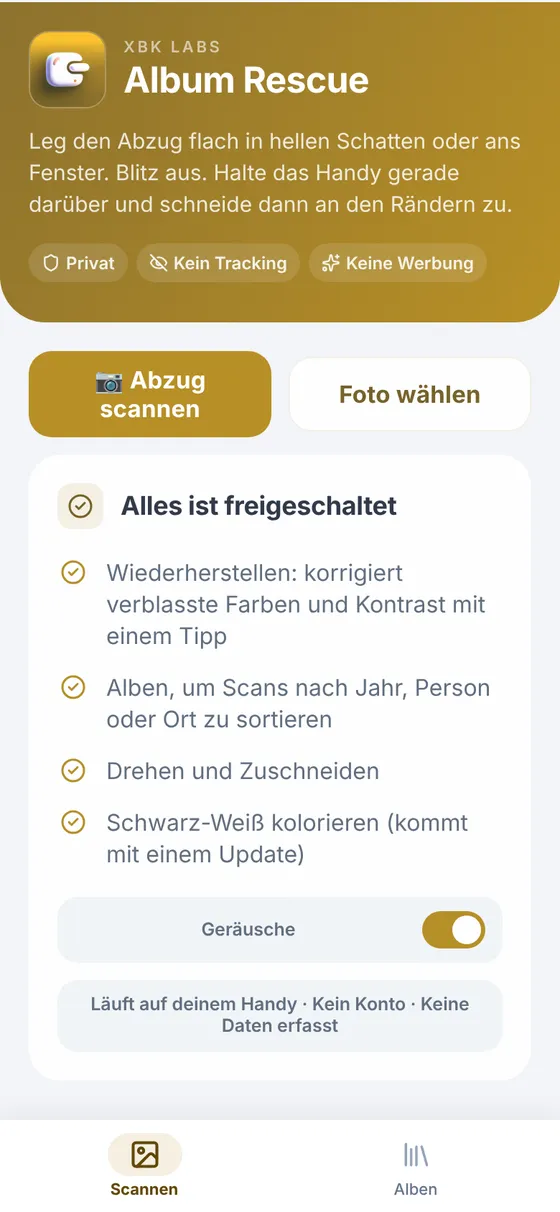 XBK LABS
Album Rescue
Leg den Abzug flach in hellen Schatten oder ans
Fenster. Blitz aus. Halte das Handy gerade
darüber und schneide dann an den Rändern zu.
Privat
Kein Tracking
Keine Werbung
📷 Abzug
scannen
Foto wählen
Alles ist freigeschaltet
Wiederherstellen: korrigiert
verblasste Farben und Kontrast mit
einem Tipp
Alben, um Scans nach Jahr, Person
oder Ort zu sortieren
Drehen und Zuschneiden
Schwarz-Weiß kolorieren (kommt
mit einem Update)
Geräusche
Läuft auf deinem Handy · Kein Konto · Keine
Daten erfasst
Scannen
Alben